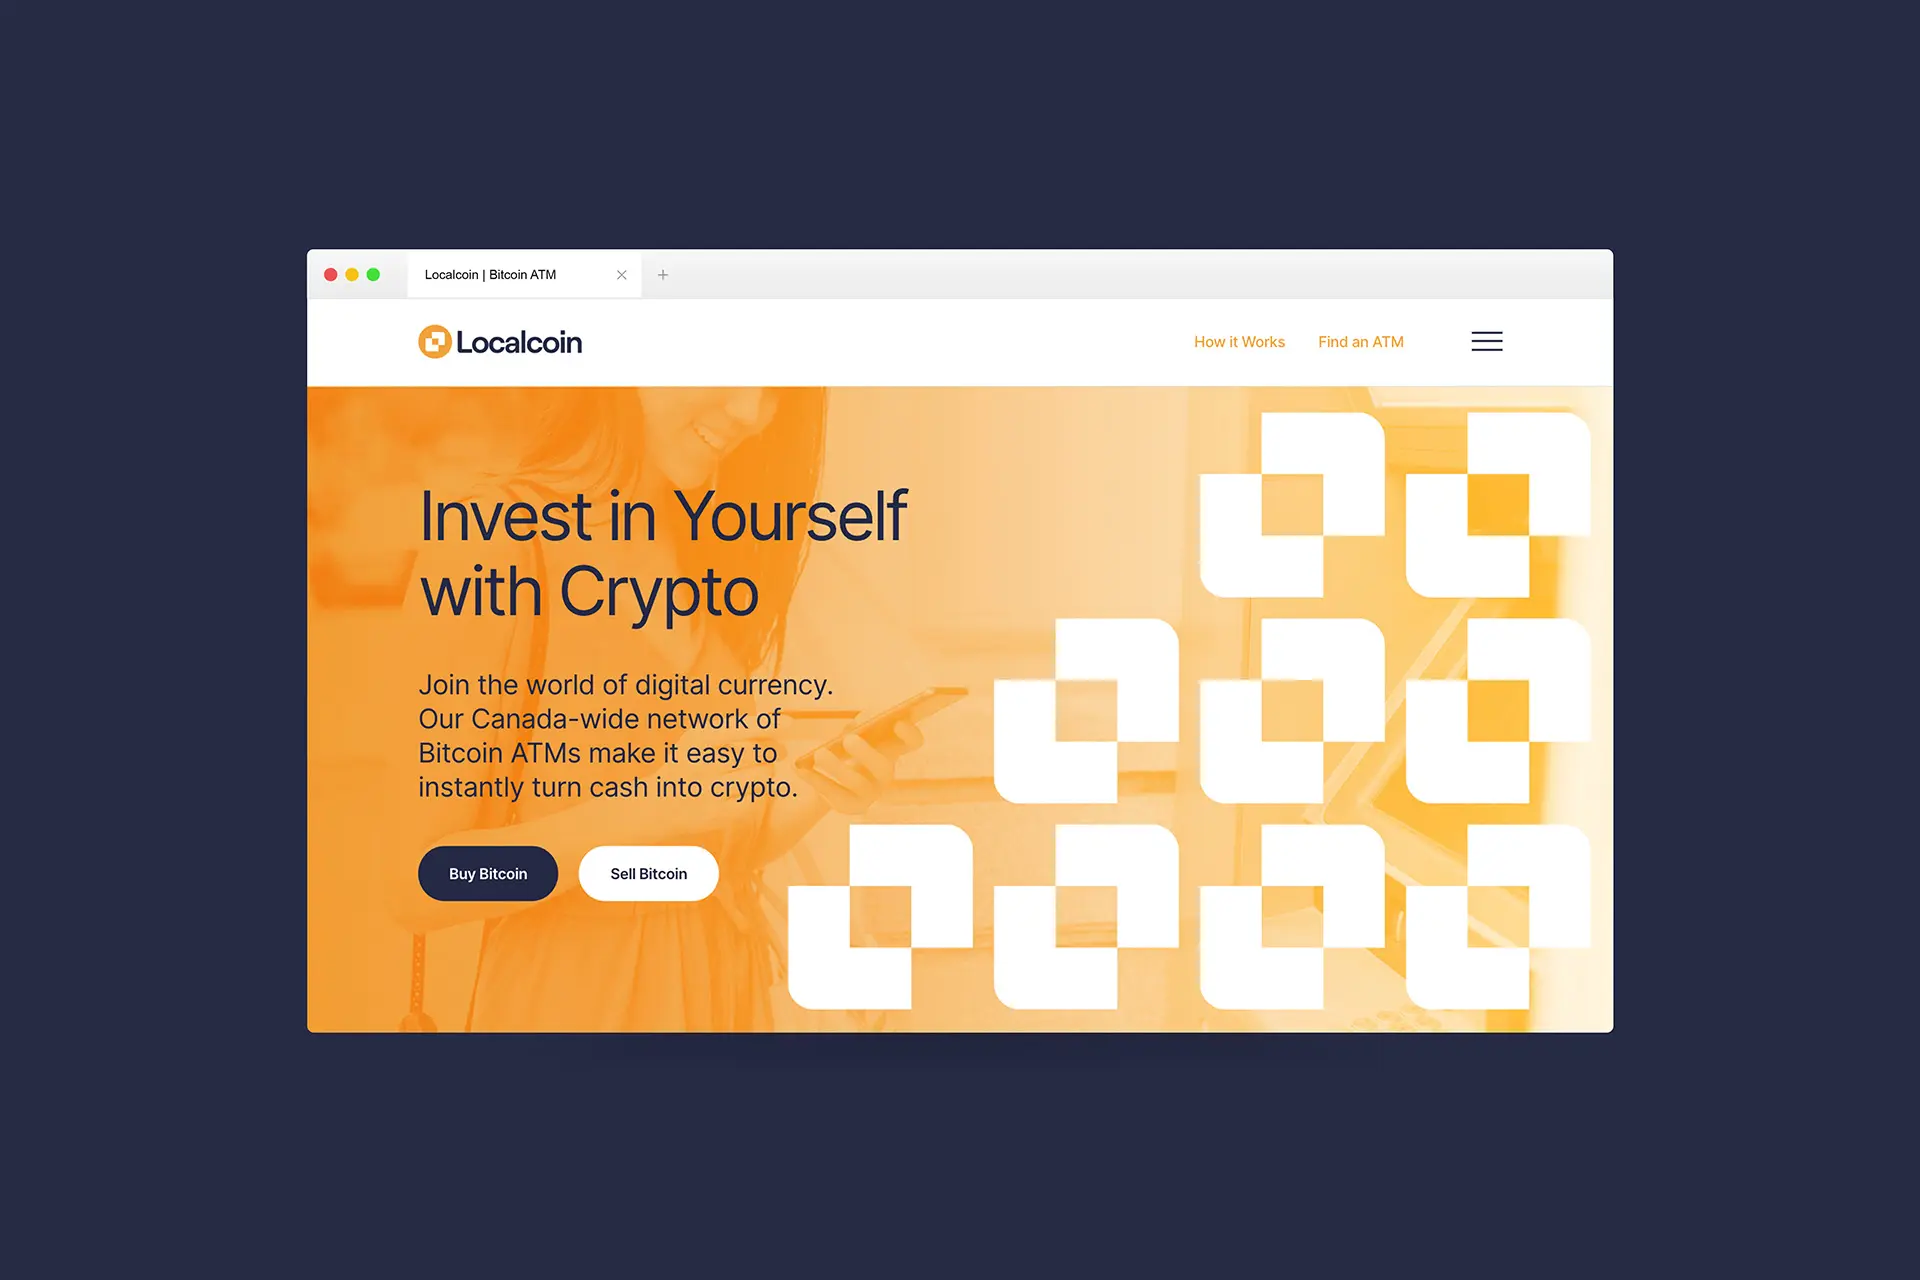 Localcoin | Bitcoin ATM
Localcoin
How it Works
Find an ATM
Invest in Yourself
with Crypto
Join the world of digital currency.
Our Canada-wide network of
Bitcoin ATMs make it easy to
instantly turn cash into crypto.
Buy Bitcoin
Sell Bitcoin